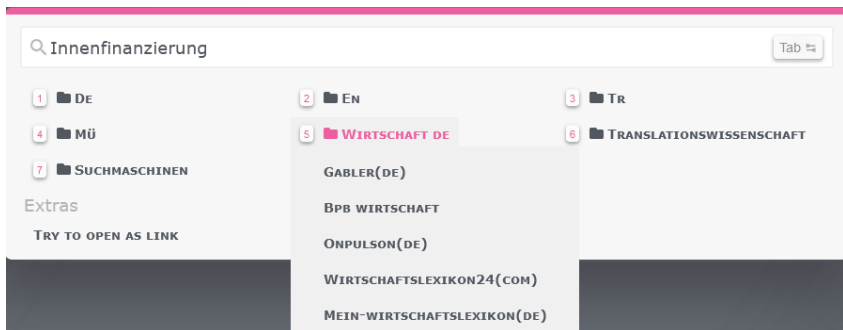 Innenfinanzierung Tab
1 De 2 En 3 Tr
4 Mü 5 Wirtschaft de 6 Translationswissenschaft
7 Suchmaschinen
Gabler(de)
Extras
Bpb wirtschaft
Try to open as link
Onpulson(de)
Wirtschaftslexikon24(com)
Mein-wirtschaftslexikon(de)